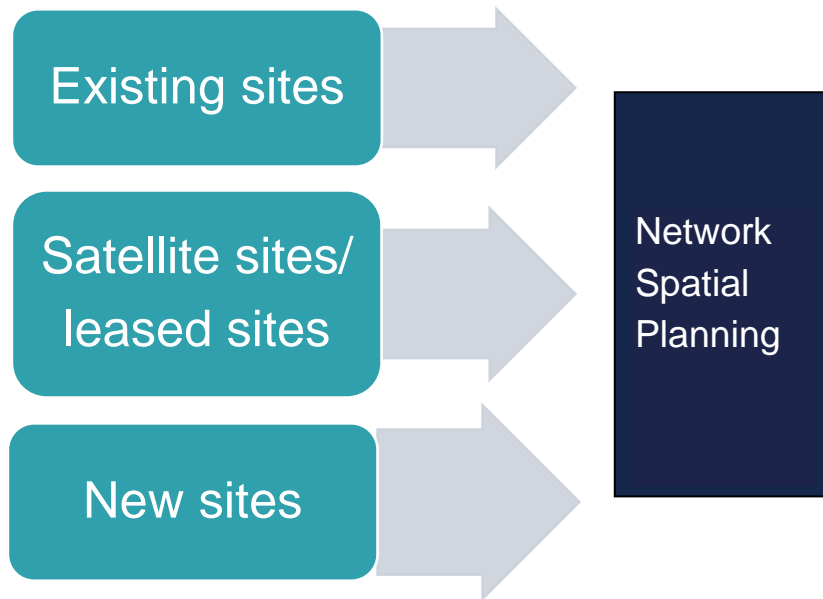 Existing sites
Satellite sites/
leased sites
New sites
Network
Spatial
Planning